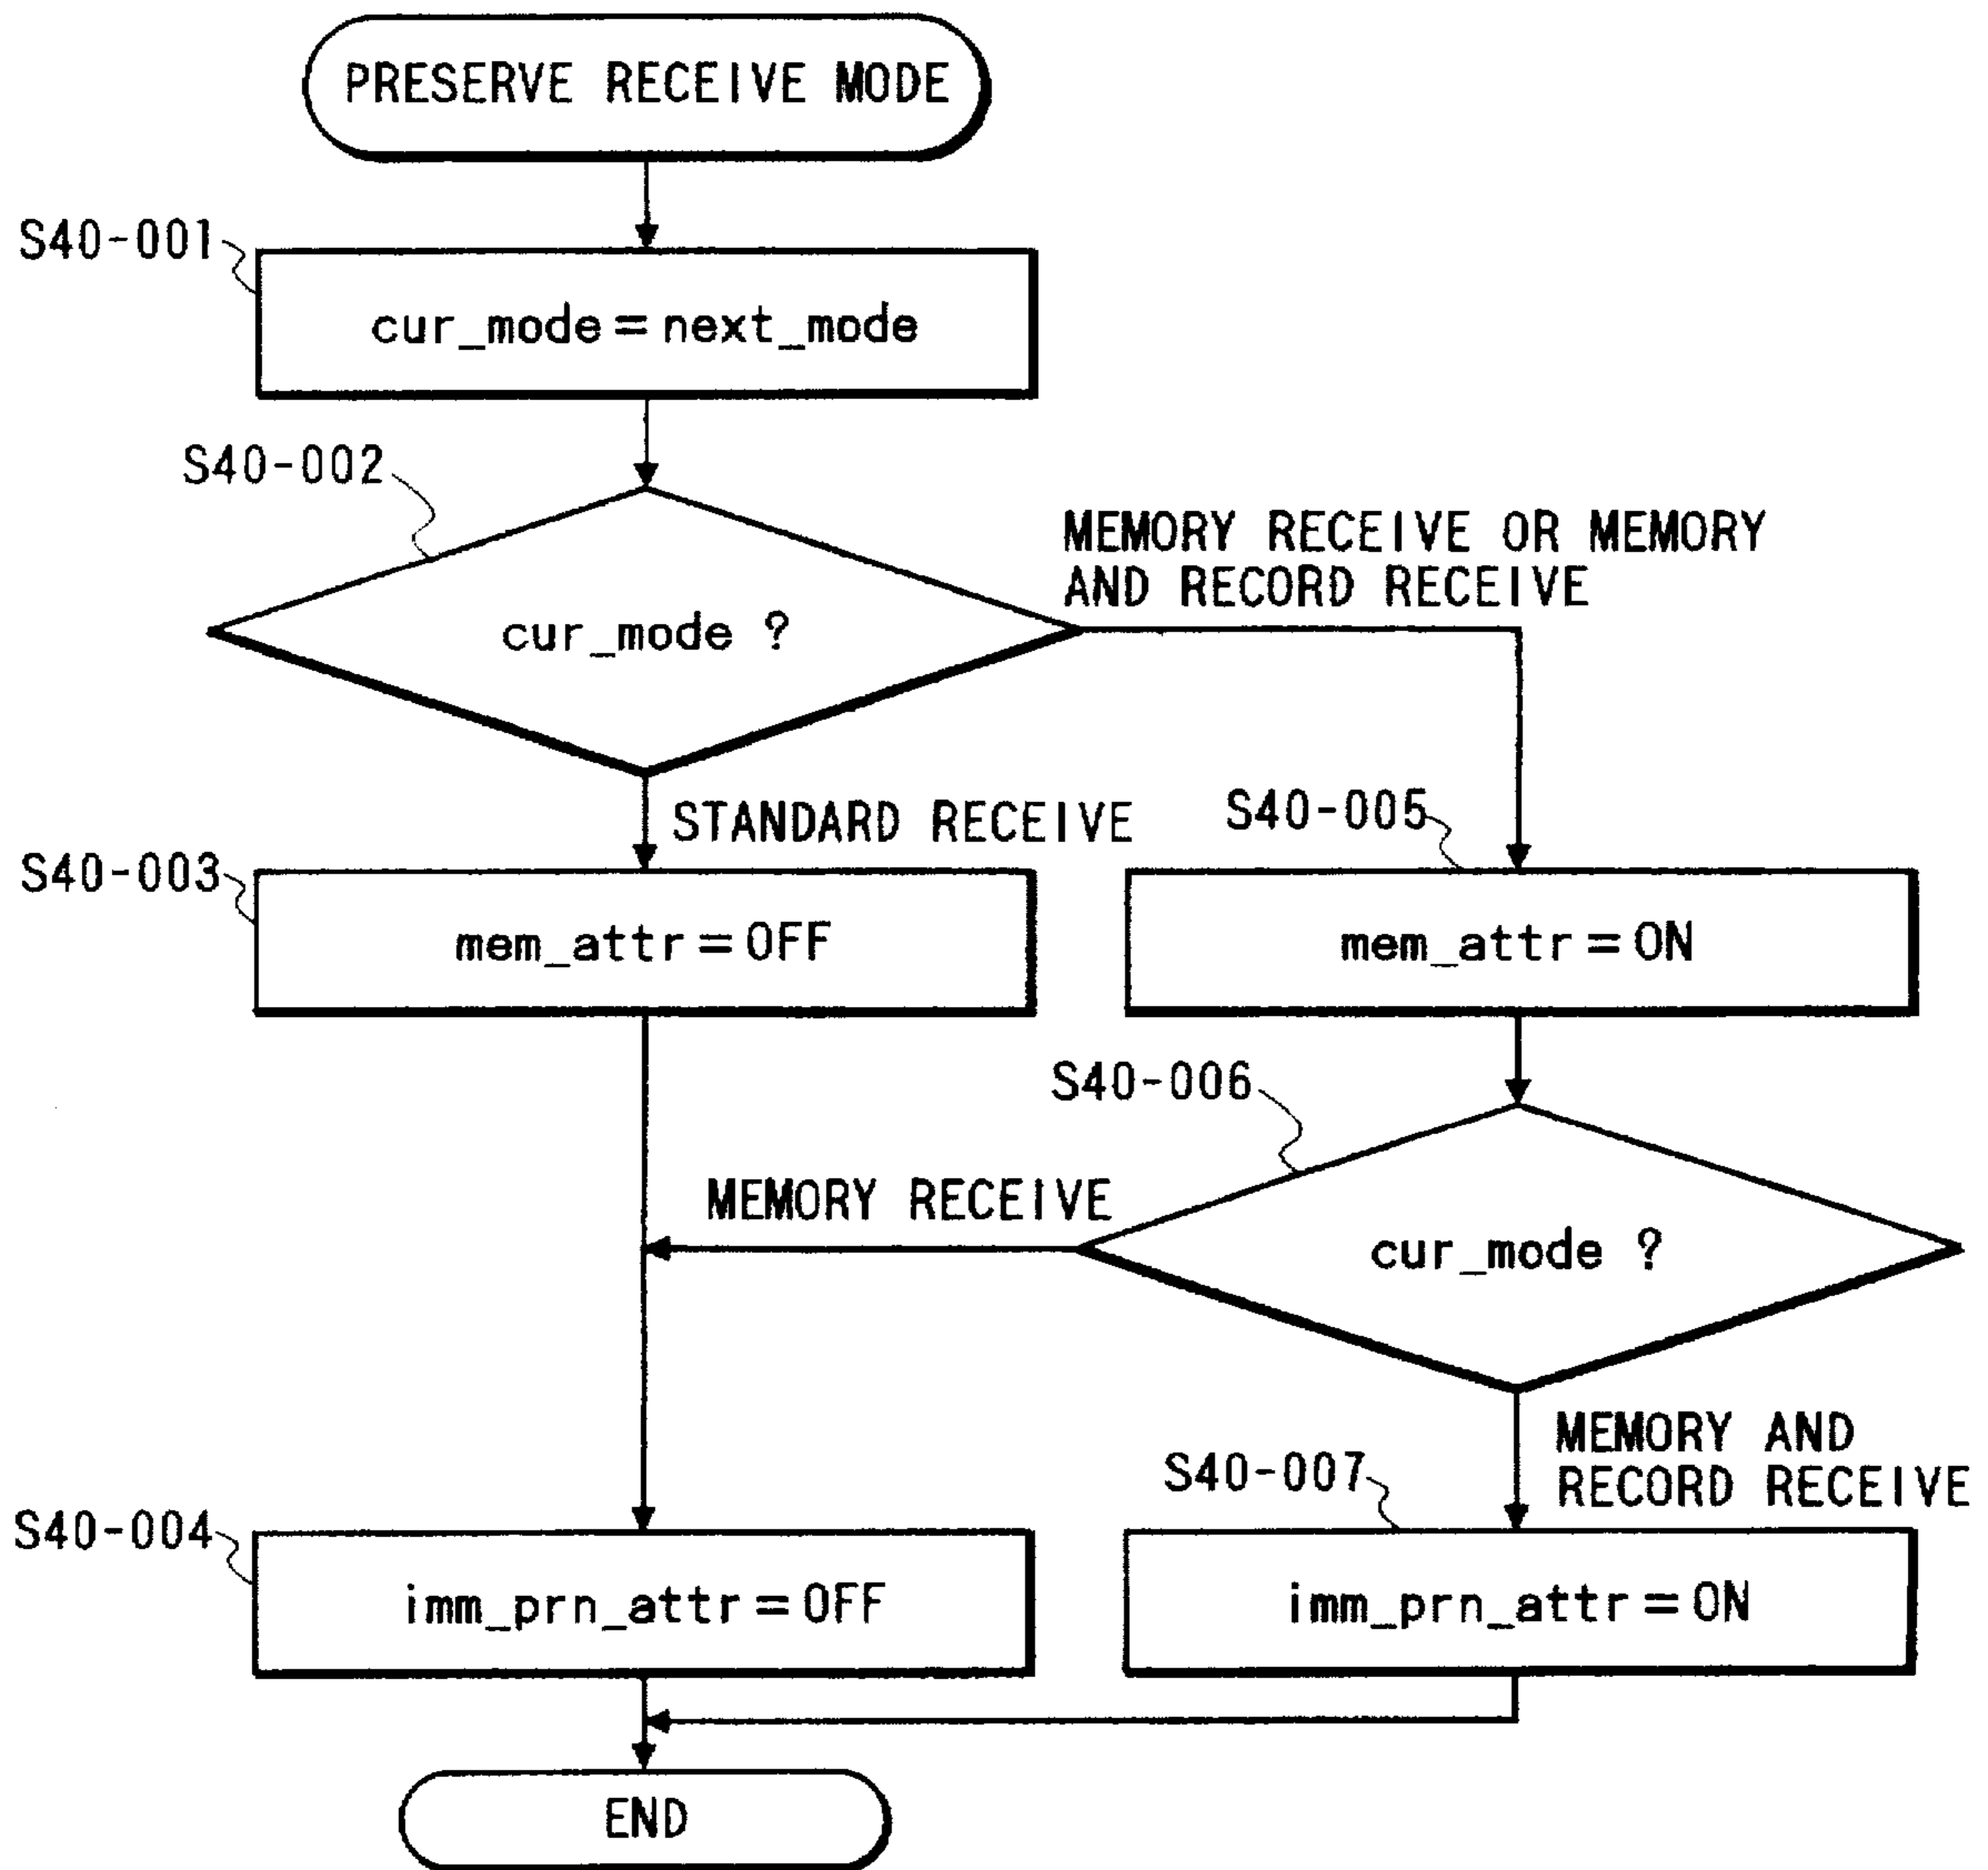 PRESERVE RECEIVE MODE
S40-001
cur_mode=next_mode
S40-002
MEMORY RECEIVE OR MEMORY
AND RECORD RECEIVE
cur_mode ?
STANDARD RECEIVE
S40-003
mem_attr=OFF
S40-005
mem_attr=ON
S40-006
MEMORY RECEIVE
cur_mode ?
MEMORY AND
RECORD RECEIVE
S40-004
imm_prn_attr=OFF
S40-007
imm_prn_attr=ON
END